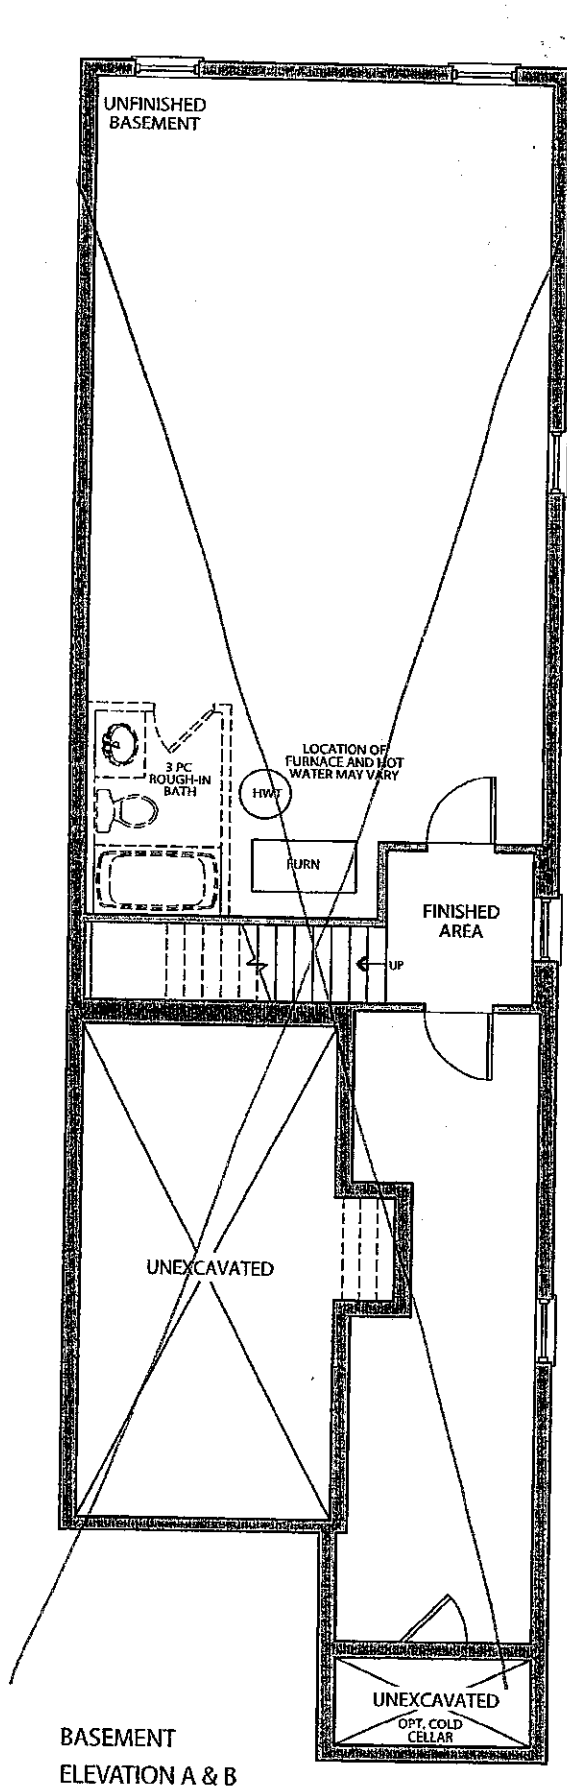 UNFINISHED
BASEMENT
3 PC
ROUGH-IN
BATH
LOCATION OF
FURNACE AND HOT
WATER MAY VARY
HWT
FURN
FINISHED
AREA
UP
UNEXCAVATED
UNEXCAVATED
OPT. COLD
CELLAR
BASEMENT
ELEVATION A & B